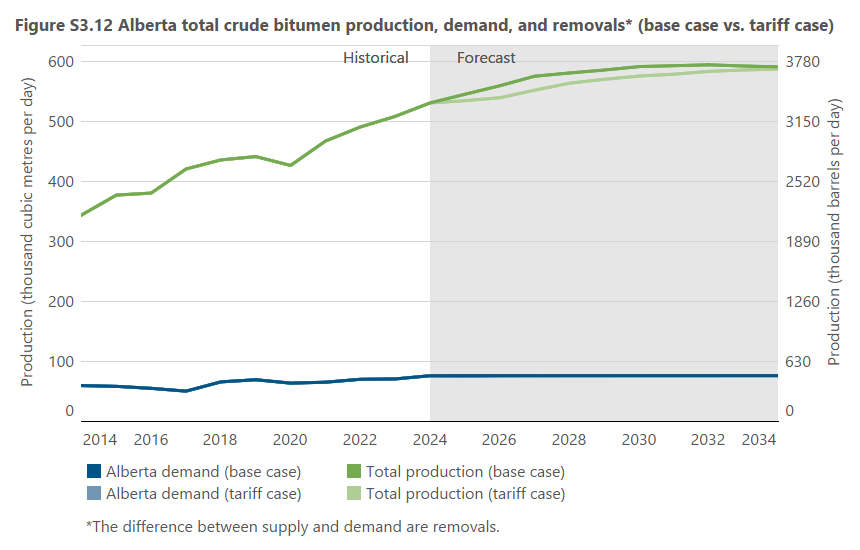 Figure S3.12 Alberta total crude bitumen production, demand, and removals* (base case vs. tariff case)
Historical Forecast
Production (thousand cubic metres per day)
600
500
400
300
200
100
0
3780
3150
2520
1890
1260
630
0
Production (thousand barrels per day)
2014 2016 2018 2020 2022 2024 2026 2028 2030 2032 2034
Alberta demand (base case) Total production (base case)
Alberta demand (tariff case) Total production (tariff case)
*The difference between supply and demand are removals.